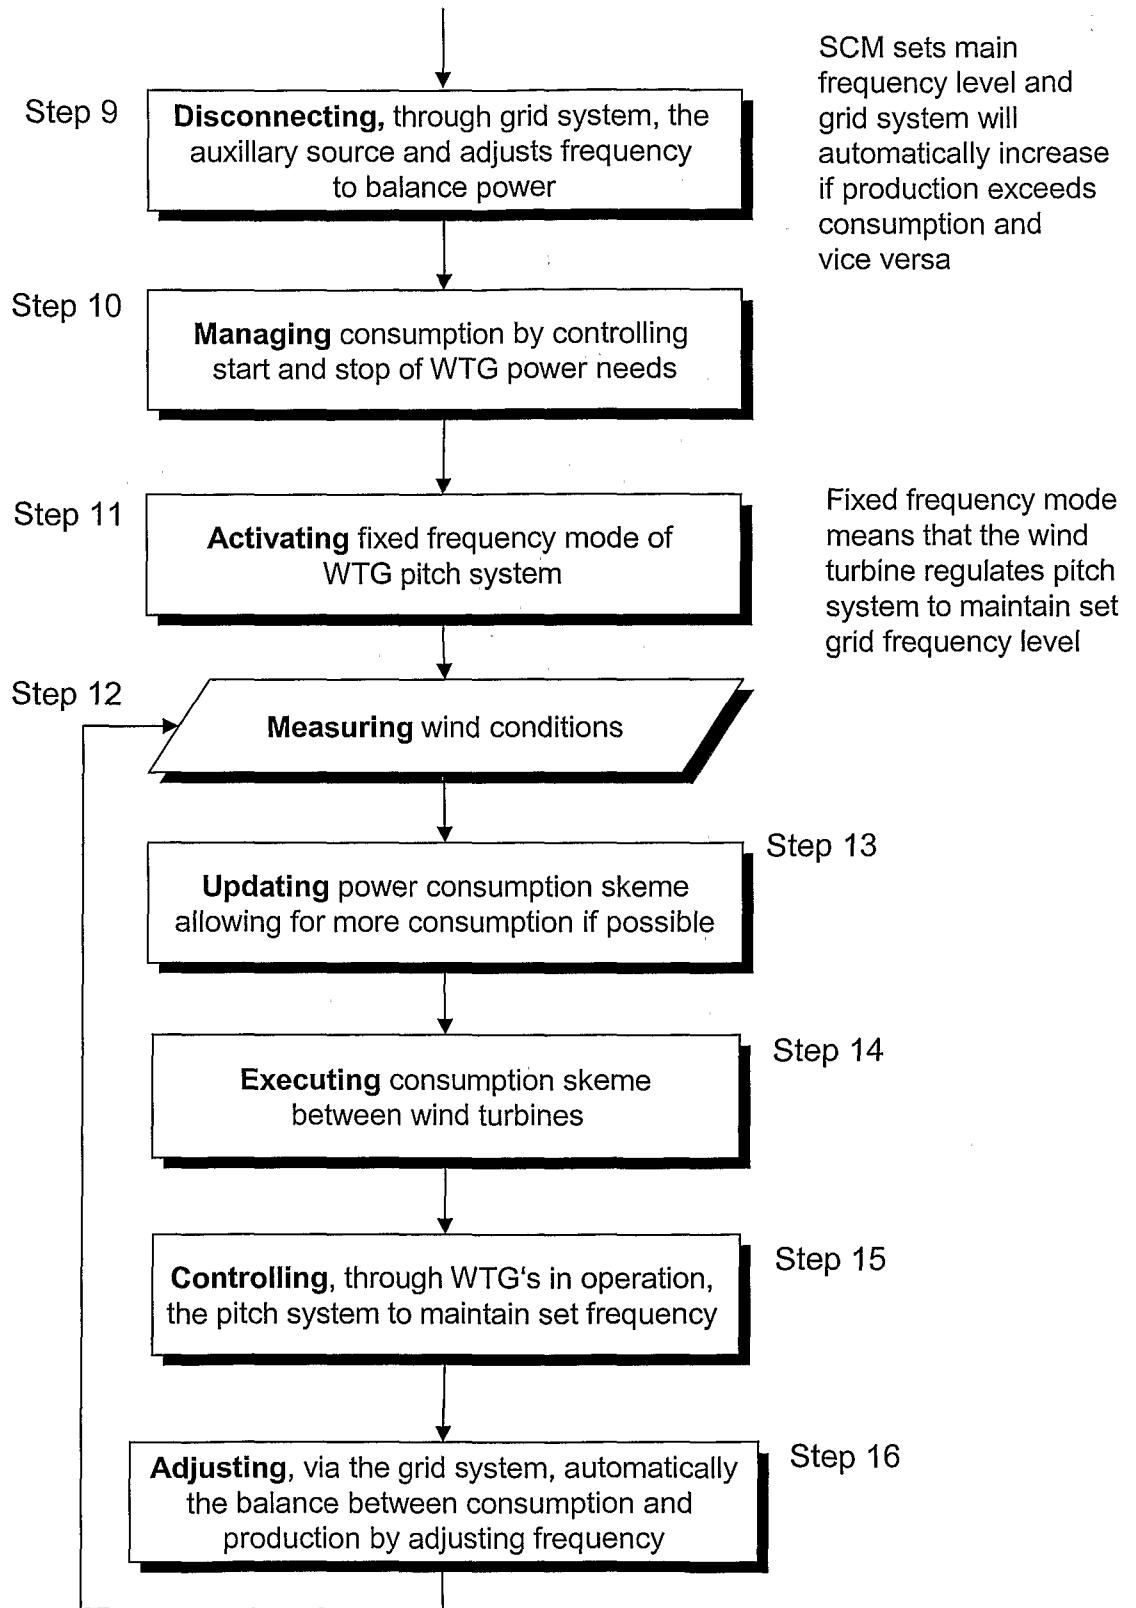 Step 9
Disconnecting, through grid system, the
auxillary source and adjusts frequency
to balance power
SCM sets main
frequency level and
grid system will
automatically increase
if production exceeds
consumption and
vice versa
Step 10
Managing consumption by controlling
start and stop of WTG power needs
Step 11
Activating fixed frequency mode of
WTG pitch system
Fixed frequency mode
means that the wind
turbine regulates pitch
system to maintain set
grid frequency level
Step 12
Measuring wind conditions
Step 13
Updating power consumption skeme
allowing for more consumption if possible
Step 14
Executing consumption skeme
between wind turbines
Step 15
Controlling, through WTG's in operation,
the pitch system to maintain set frequency
Step 16
Adjusting, via the grid system, automatically
the balance between consumption and
production by adjusting frequency